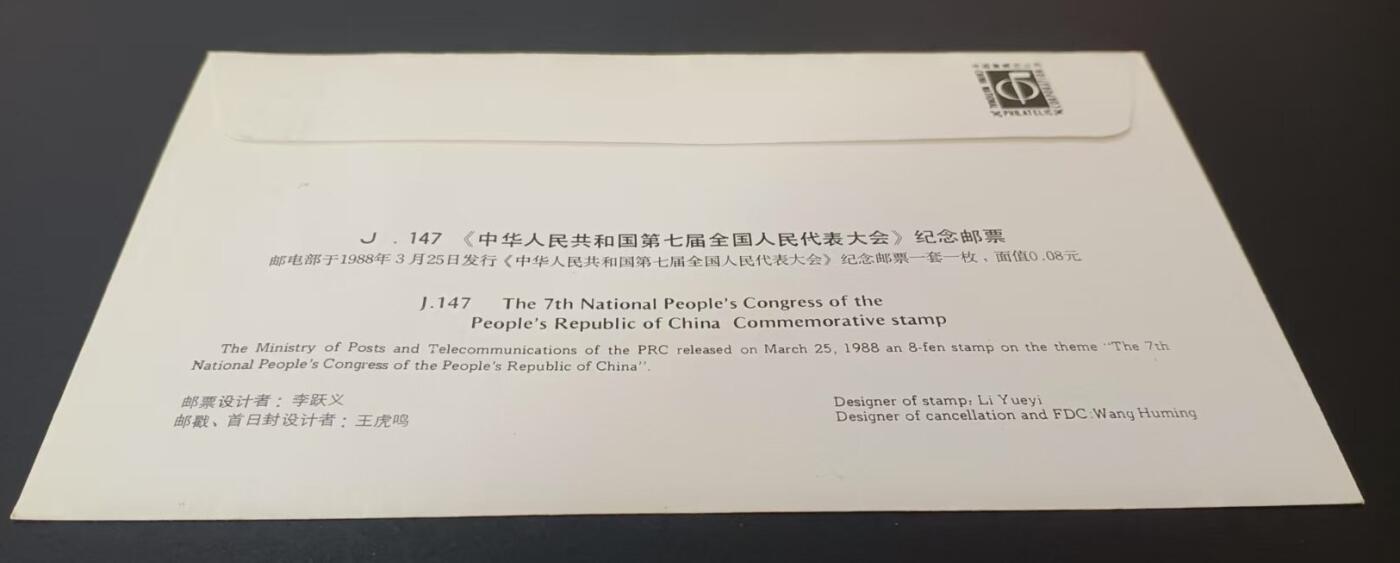 CHINA NATIONAL
PHILATELIC
CORPORATION
J . 147 《中华人民共和国第七届全国人民代表大会》纪念邮票
邮电部于1988年3月25日发行《中华人民共和国第七届全国人民代表大会》纪念邮票一套一枚、面值0.08元
J.147 The 7th National People's Congress of the
People's Republic of China Commemorative stamp
The Ministry of Posts and Telecommunications of the PRC released on March 25, 1988 an 8-fen stamp on the theme "The 7th
National People's Congress of the People's Republic of China".
邮票设计者：李跃义
邮戳、首日封设计者：王虎鸣
Designer of stamp: Li Yueyi
Designer of cancellation and FDC:Wang Huming